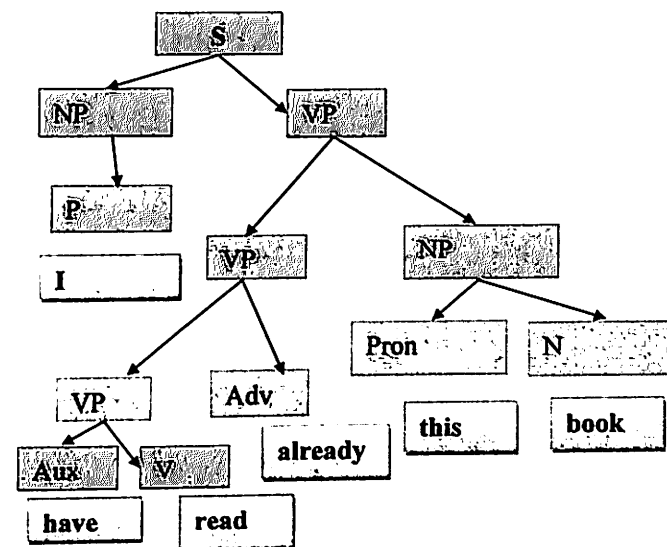 S
NP VP
P
VP NP
I
Pron N
VP Adv
this book
already
Aux V
have read